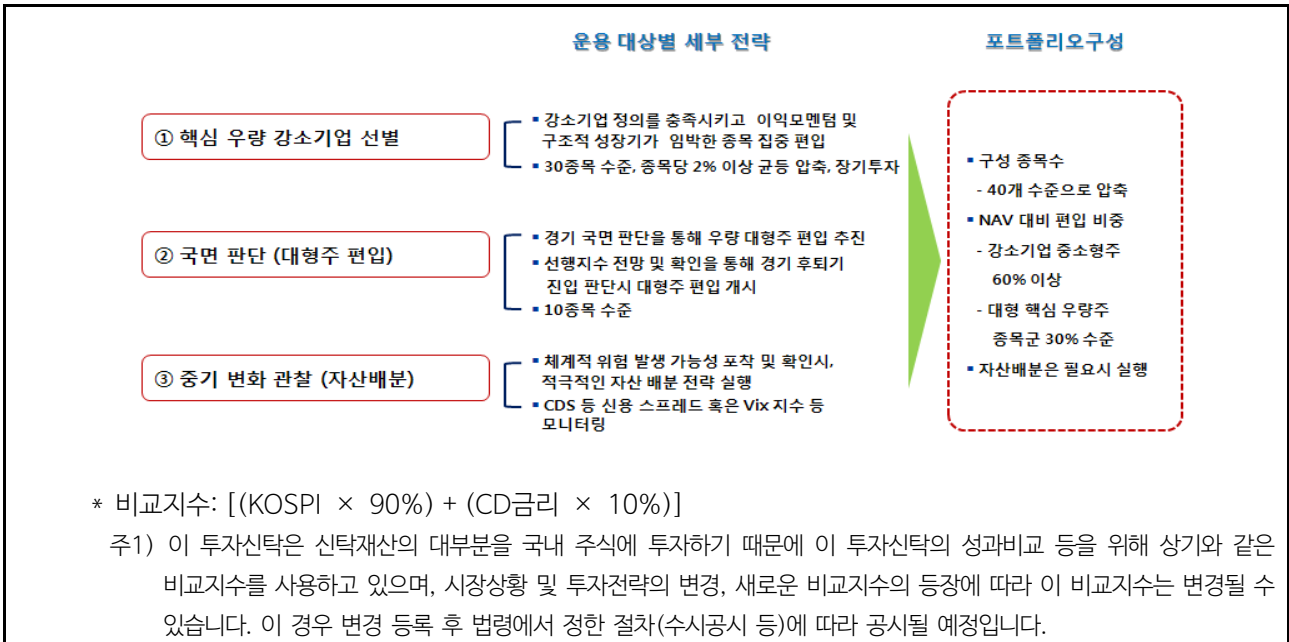 운용 대상별 세부 전략
포트폴리오구성
① 핵심 우량 강소기업 선별
▪ 강소기업 정의를 충족시키고 이익모멘텀 및
구조적 성장기가 임박한 종목 집중 편입
▪ 30종목 수준, 종목당 2% 이상 균등 압축, 장기투자
② 국면 판단 (대형주 편입)
▪ 경기 국면 판단을 통해 우량 대형주 편입 추진
▪ 선행지수 전망 및 확인을 통해 경기 후퇴기
진입 판단시 대형주 편입 개시
▪ 10종목 수준
③ 중기 변화 관찰 (자산배분)
▪ 체계적 위험 발생 가능성 포착 및 확인시,
적극적인 자산 배분 전략 실행
▪ CDS 등 신용 스프레드 혹은 Vix 지수 등
모니터링
▪ 구성 종목수
- 40개 수준으로 압축
▪ NAV 대비 편입 비중
- 강소기업 중소형주
60% 이상
- 대형 핵심 우량주
종목군 30% 수준
▪ 자산배분은 필요시 실행
* 비교지수: [(KOSPI × 90%) + (CD금리 × 10%)]
주1) 이 투자신탁은 신탁재산의 대부분을 국내 주식에 투자하기 때문에 이 투자신탁의 성과비교 등을 위해 상기와 같은
비교지수를 사용하고 있으며, 시장상황 및 투자전략의 변경, 새로운 비교지수의 등장에 따라 이 비교지수는 변경될 수
있습니다. 이 경우 변경 등록 후 법령에서 정한 절차(수시공시 등)에 따라 공시될 예정입니다.